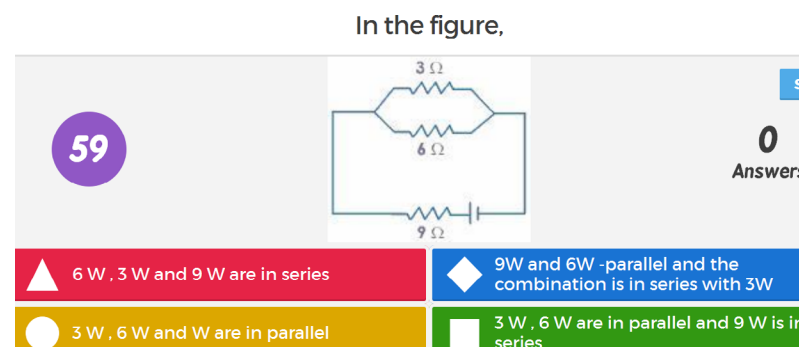 In the figure,
3 Ω
59
0
6 Ω
Answers
9 Ω
6 W , 3 W and 9 W are in series
9W and 6W -parallel and the
combination is in series with 3W
3 W , 6 W and W are in parallel
3 W , 6 W are in parallel and 9 W is in
series